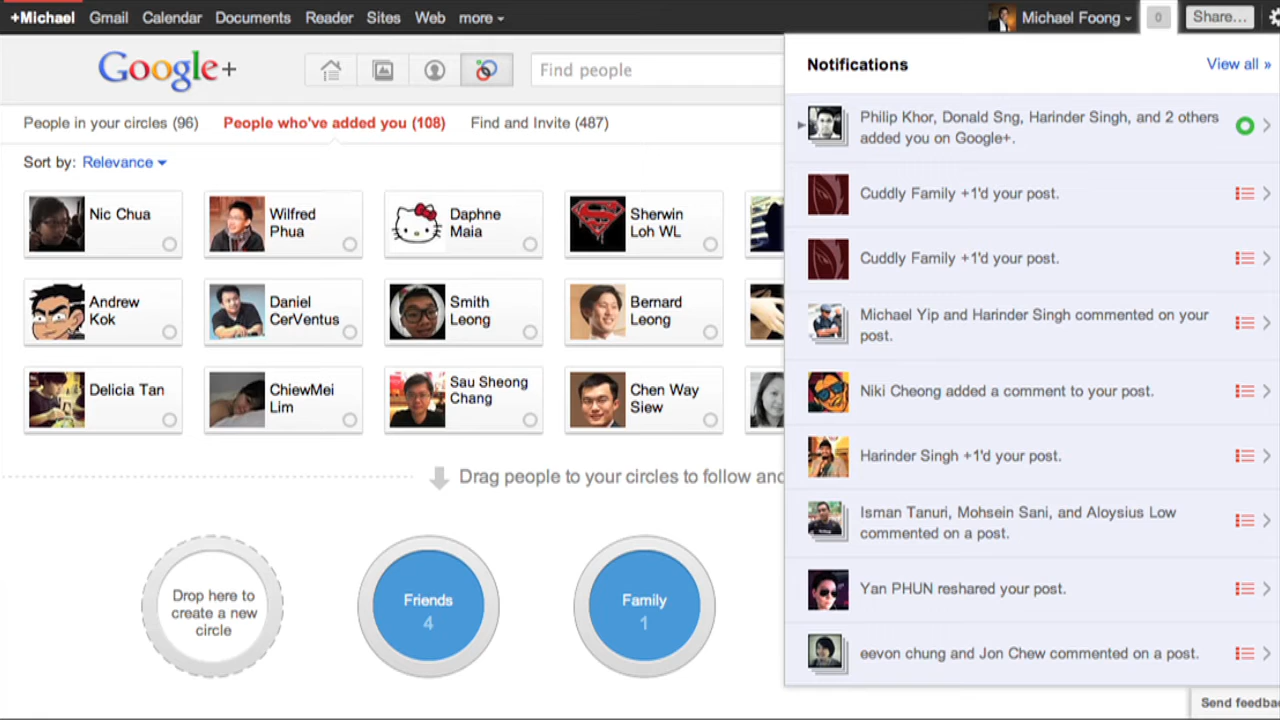 +Michael Gmail Calendar Documents Reader Sites Web more
Michael Foong 0 Share...
Google+
Find people
Notifications View all »
People in your circles (96) People who've added you (108) Find and Invite (487)
Sort by: Relevance
Nic Chua
Wilfred
Phua
Daphne
Maia
Sherwin
Loh WL
Andrew
Kok
Daniel
CerVentus
Smith
Leong
Bernard
Leong
Delicia Tan
ChiewMei
Lim
Sau Sheong
Chang
Chen Way
Siew
Drag people to your circles to follow and
Drop here to
create a new
circle
Friends
4
Family
1
Philip Khor, Donald Sng, Harinder Singh, and 2 others
added you on Google+.
Cuddly Family +1'd your post.
Cuddly Family +1'd your post.
Michael Yip and Harinder Singh commented on your
post.
Niki Cheong added a comment to your post.
Harinder Singh +1'd your post.
Isman Tanuri, Mohsein Sani, and Aloysius Low
commented on a post.
Yan PHUN reshared your post.
eevon chung and Jon Chew commented on a post.
Send feedba